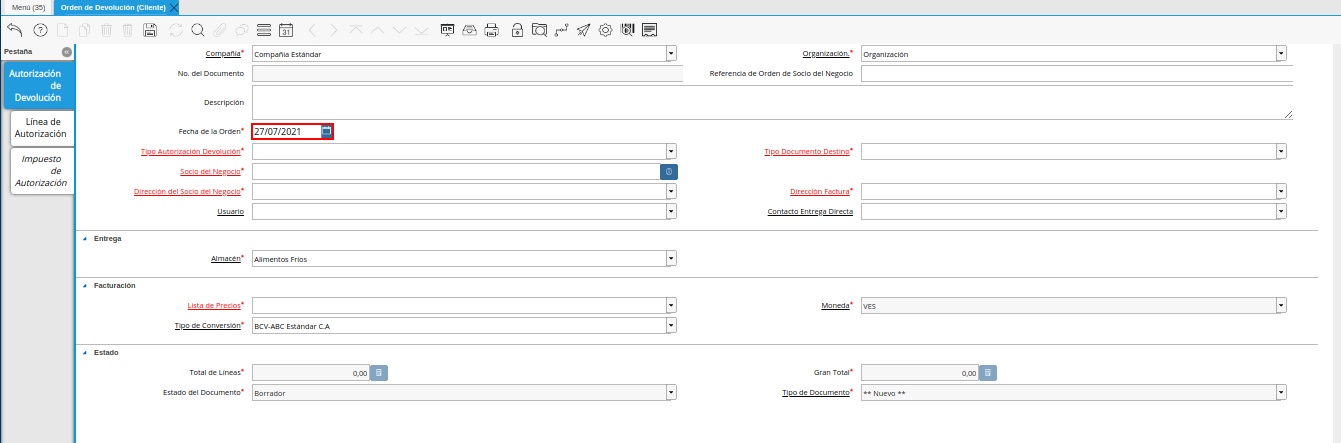 Menú (35) Orden de Devolución (Cliente)
31
Pestaña
Autorización
de
Devolución
Línea de
Autorización
Impuesto
de
Autorización
Compañía* Compañía Estándar Organización.* Organización
No. del Documento Referencia de Orden de Socio del Negocio
Descripción
Fecha de la Orden* 27/07/2021
Tipo Autorización Devolución* Tipo Documento Destino*
Socio del Negocio*
Dirección del Socio del Negocio* Dirección Factura*
Usuario Contacto Entrega Directa
Entrega
Almacén* Alimentos Fríos
Facturación
Lista de Precios* Moneda* VES
Tipo de Conversión* BCV-ABC Estándar C.A
Estado
Total de Líneas* 0,00 Gran Total* 0,00
Estado del Documento* Borrador Tipo de Documento* ** Nuevo **